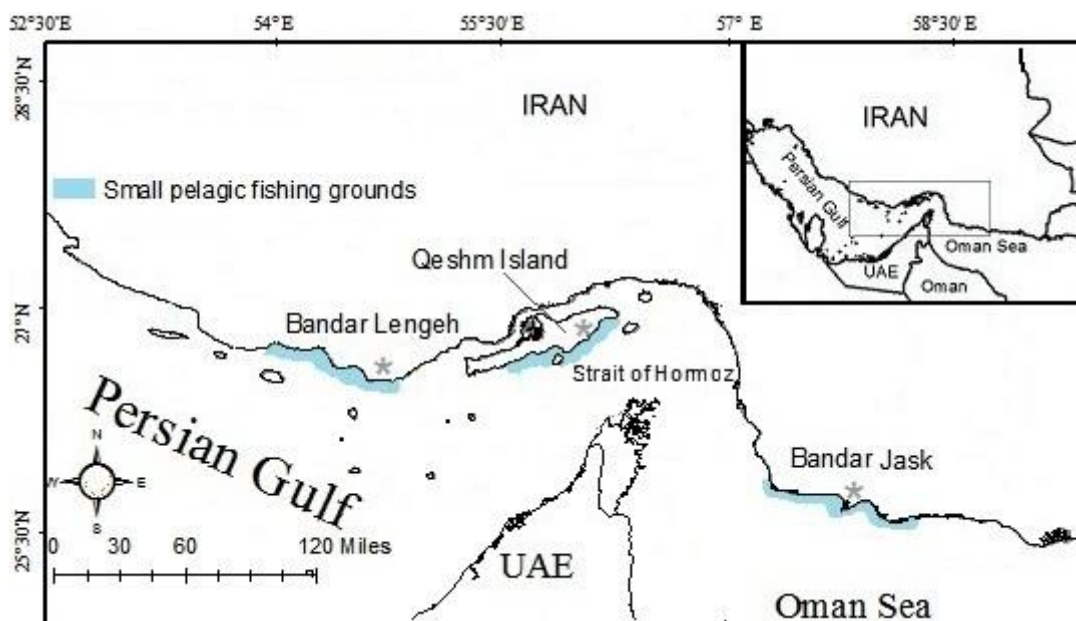 52°30'E 54°E 55°30'E 57°E 58°30'E
28°30'N
27°N
25°30'N
IRAN
Small pelagic fishing grounds
Qeshm Island
Bandar Lengeh
Strait of Hormoz
Persian Gulf
Bandar Jask
N
W E
S
0 30 60 120 Miles
UAE
Oman Sea
IRAN
Persian Gulf
Oman Sea
UAE
Oman